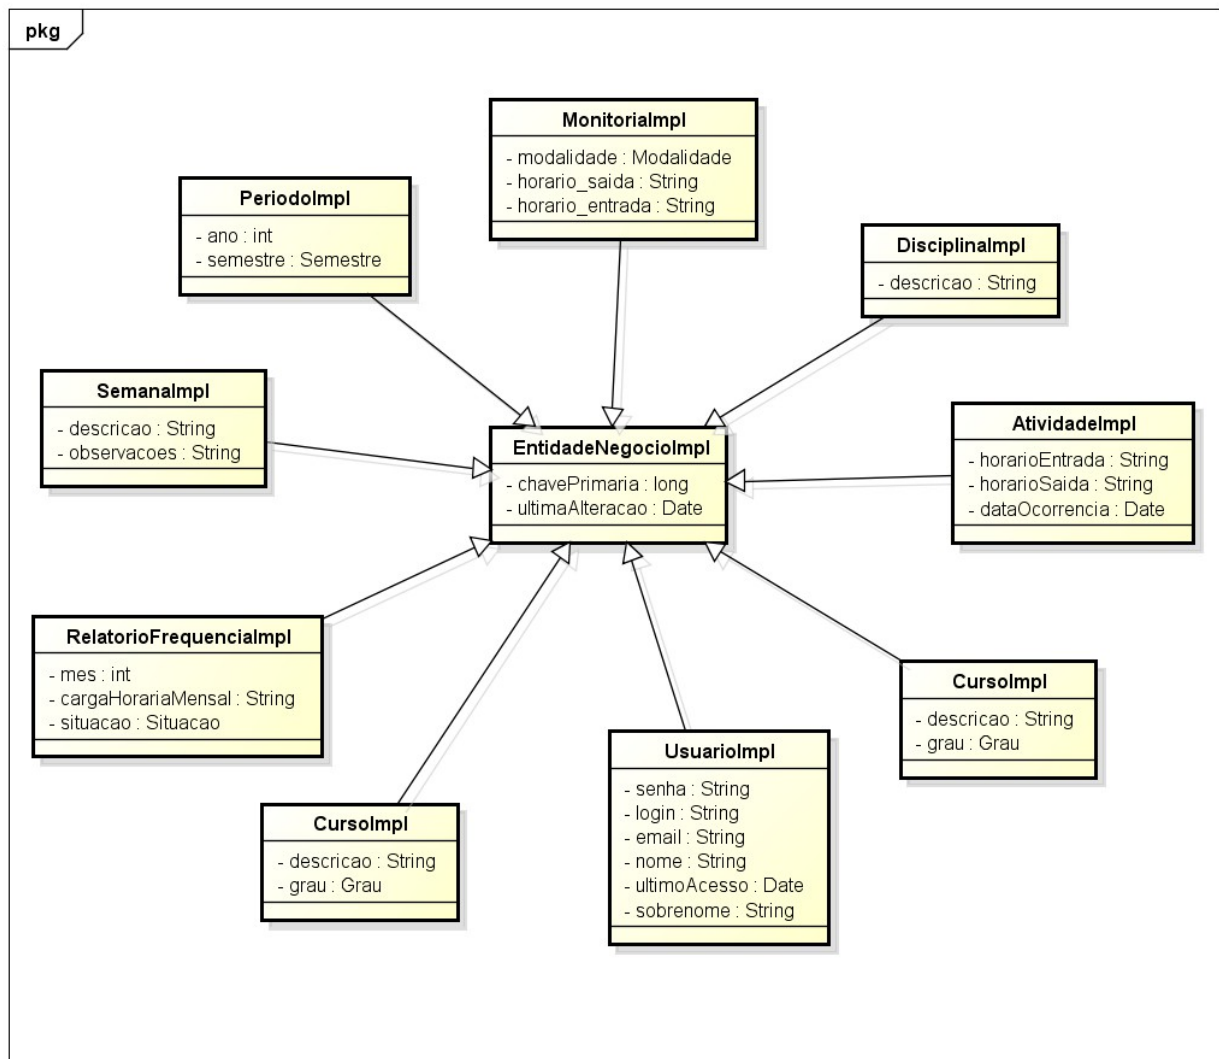 pkg
MonitoriaImpl
- modalidade : Modalidade
- horario_saida : String
- horario_entrada : String
PeriodoImpl
- ano : int
- semestre : Semestre
DisciplinaImpl
- descricao : String
SemanaImpl
- descricao : String
- observacoes : String
EntidadeNegocioImpl
- chavePrimaria : long
- ultimaAlteracao : Date
AtividadeImpl
- horarioEntrada : String
- horarioSaida : String
- dataOcorrencia : Date
RelatorioFrequenciaImpl
- mes : int
- cargaHorariaMensal : String
- situacao : Situacao
CursoImpl
- descricao : String
- grau : Grau
UsuarioImpl
- senha : String
- login : String
- email : String
- nome : String
- ultimoAcesso : Date
- sobrenome : String
CursoImpl
- descricao : String
- grau : Grau